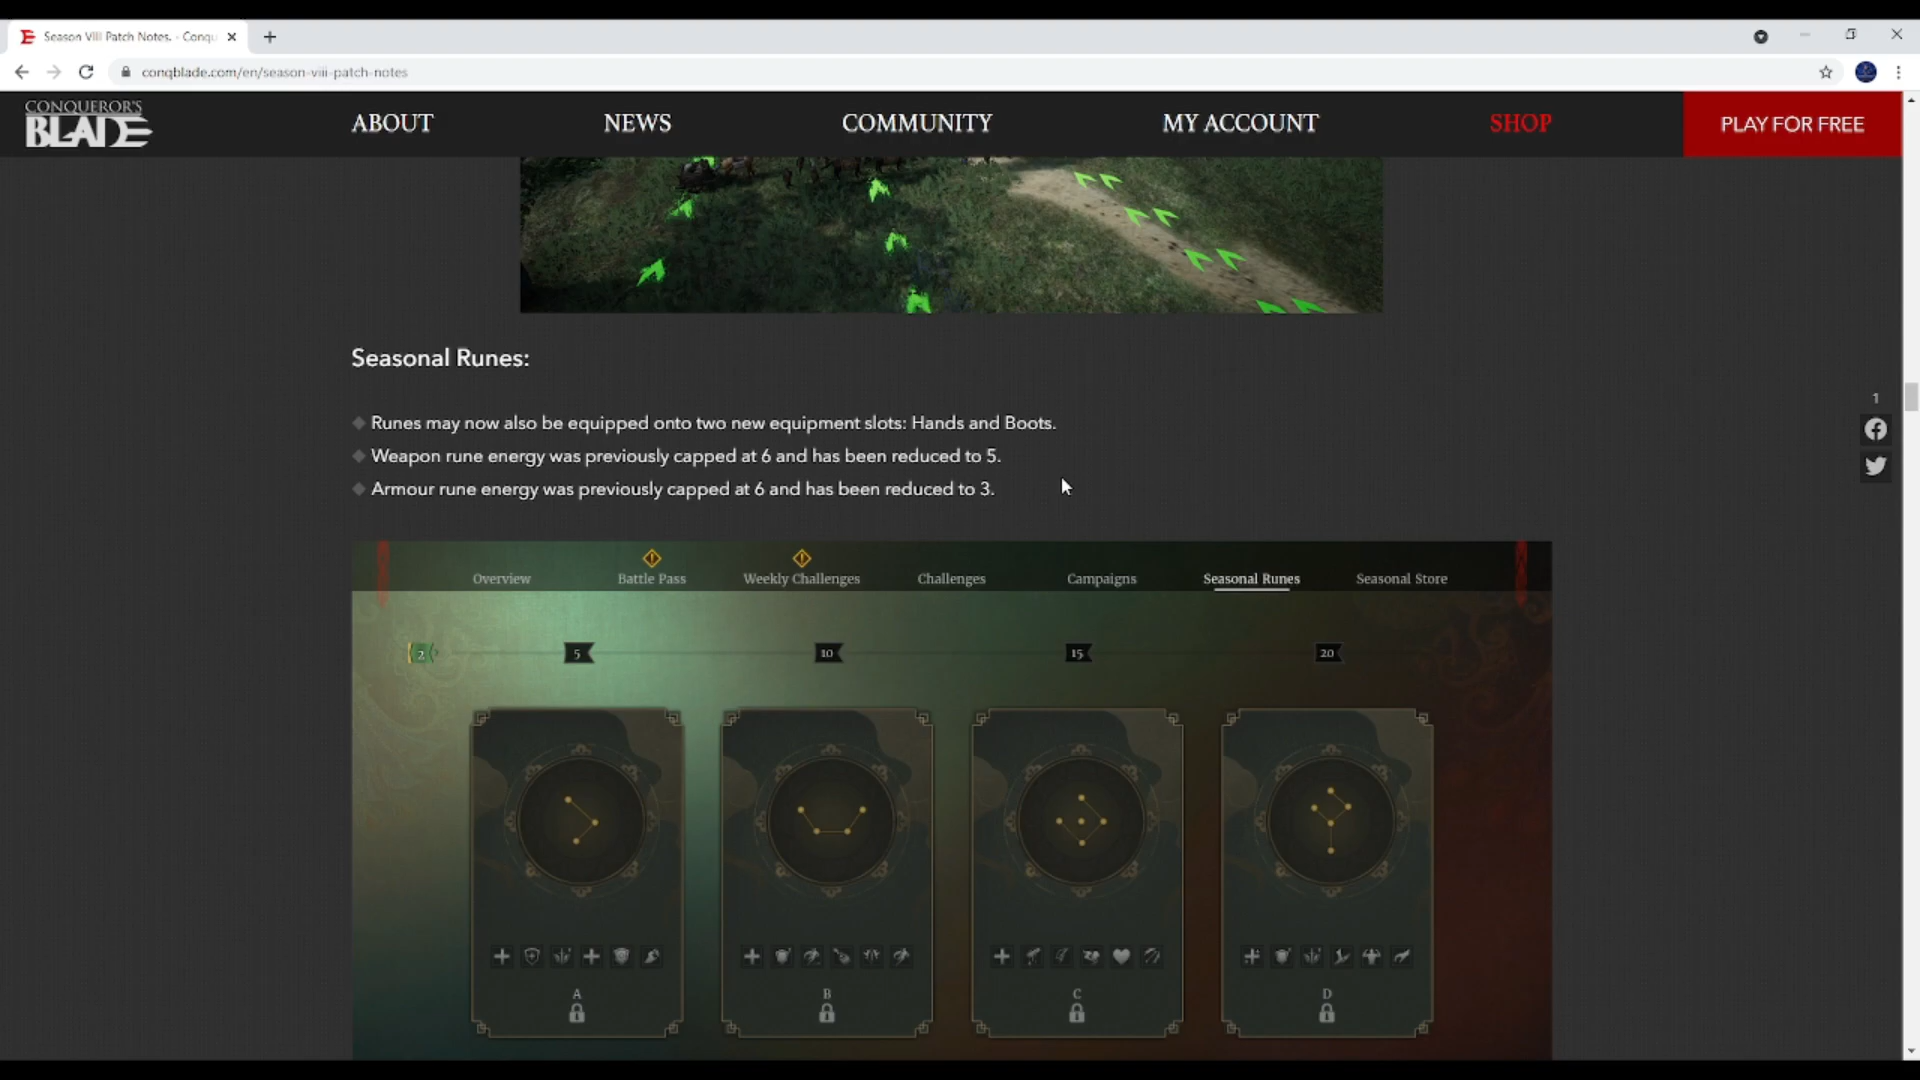 Season VIII Patch Notes. - Conqu
conqblade.com/en/season-viii-patch-notes
CONQUEROR'S
BLADE
ABOUT
NEWS
COMMUNITY
MY ACCOUNT
SHOP
PLAY FOR FREE
Seasonal Runes:
Runes may now also be equipped onto two new equipment slots: Hands and Boots.
Weapon rune energy was previously capped at 6 and has been reduced to 5.
Armour rune energy was previously capped at 6 and has been reduced to 3.
1
Overview
Battle Pass
Weekly Challenges
Challenges
Campaigns
Seasonal Runes
Seasonal Store
2
5
10
15
20
A
B
C
D